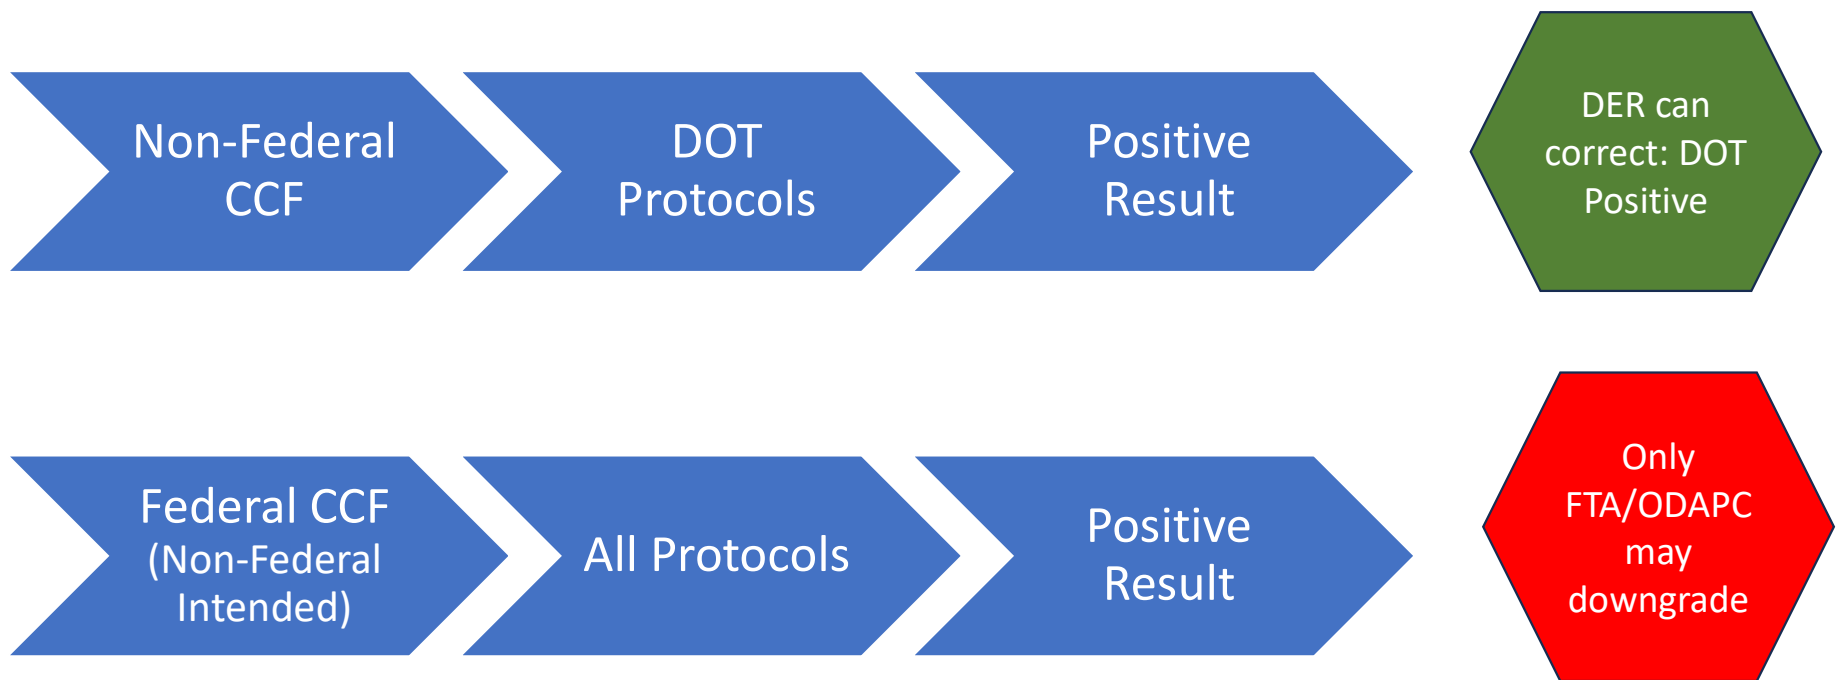 Non-Federal
CCF
DOT
Protocols
Positive
Result
DER can
correct: DOT
Positive
Federal CCF
(Non-Federal
Intended)
All Protocols
Positive
Result
Only
FTA/ODAPC
may
downgrade